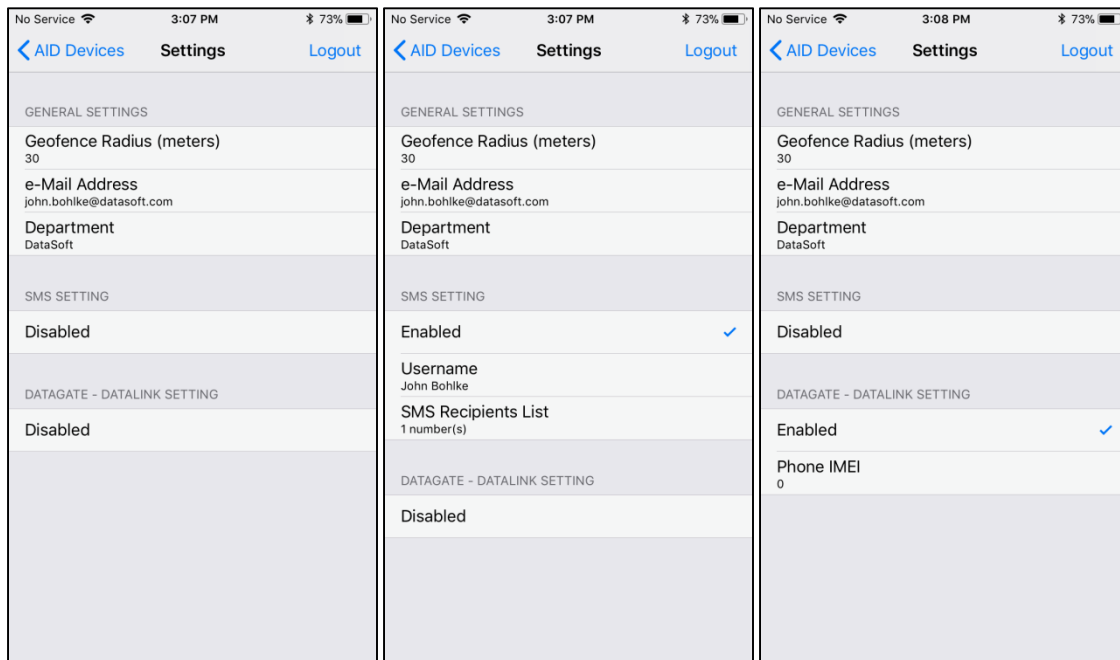 No Service 3:07 PM 73%
AID Devices Settings Logout
GENERAL SETTINGS
Geofence Radius (meters)
30
e-Mail Address
john.bohlke@datasoft.com
Department
DataSoft
SMS SETTING
Disabled
DATAGATE - DATALINK SETTING
Disabled
No Service 3:07 PM 73%
AID Devices Settings Logout
GENERAL SETTINGS
Geofence Radius (meters)
30
e-Mail Address
john.bohlke@datasoft.com
Department
DataSoft
SMS SETTING
Enabled
Username
John Bohlke
SMS Recipients List
1 number(s)
DATAGATE - DATALINK SETTING
Disabled
No Service 3:08 PM 73%
AID Devices Settings Logout
GENERAL SETTINGS
Geofence Radius (meters)
30
e-Mail Address
john.bohlke@datasoft.com
Department
DataSoft
SMS SETTING
Disabled
DATAGATE - DATALINK SETTING
Enabled
Phone IMEI
0